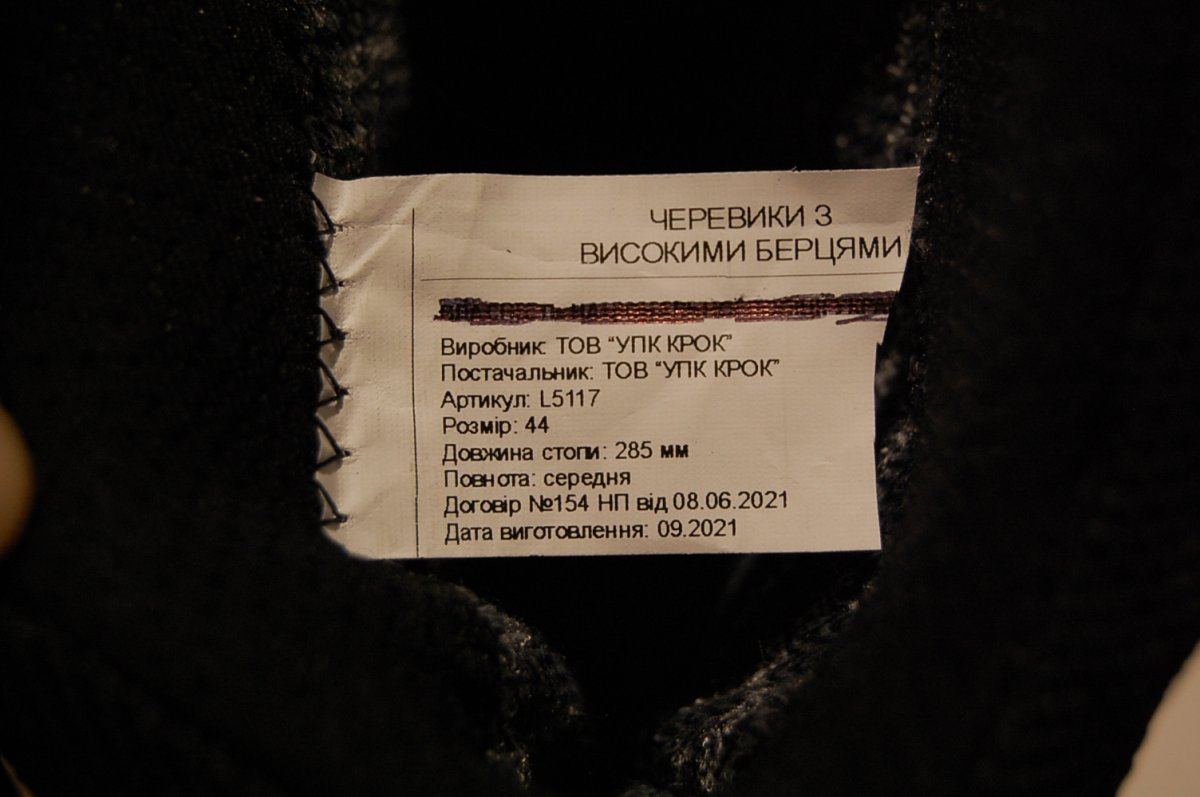 ЧЕРЕВИКИ З
ВИСОКИМИ БЕРЦЯМИ
Виробник: ТОВ “УПК КРОК”
Постачальник: ТОВ “УПК КРОК”
Артикул: L5117
Розмір: 44
Довжина стопи: 285 мм
Повнота: середня
Договір №154 НП від 08.06.2021
Дата виготовлення: 09.2021